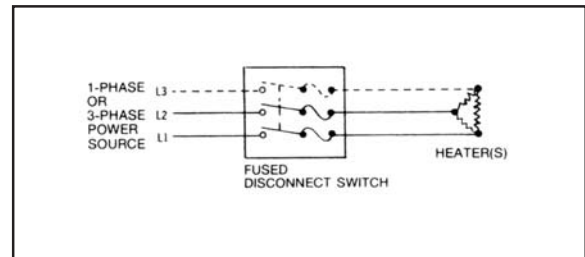 1-PHASE
OR
3-PHASE
POWER
SOURCE
L3
L2
L1
FUSED
DISCONNECT SWITCH
HEATER(S)